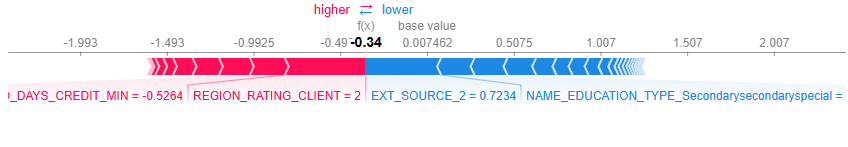 higher ⇄ lower
f(x) base value
-1.993 -1.493 -0.9925 -0.49 -0.34 0.007462 0.5075 1.007 1.507 2.007
_DAYS_CREDIT_MIN = -0.5264 REGION_RATING_CLIENT = 2 EXT_SOURCE_2 = 0.7234 NAME_EDUCATION_TYPE_Secondarysecondaryspecial =